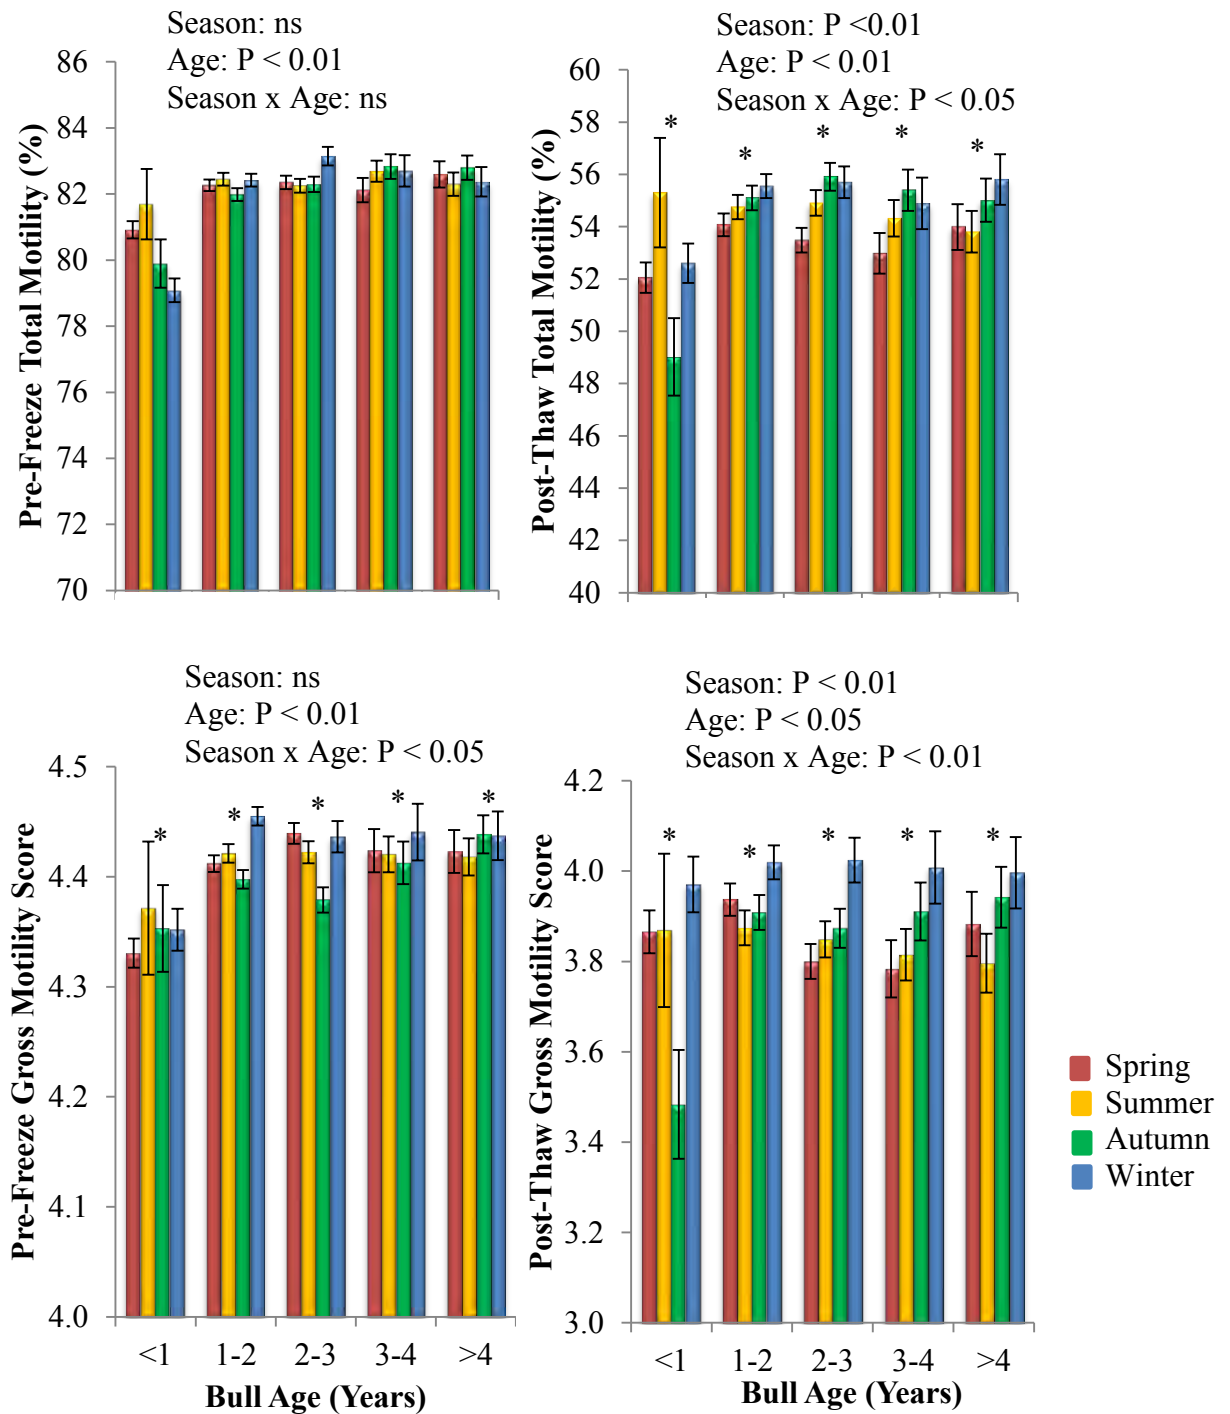 Season: ns
Age: P < 0.01
Season x Age: ns
86
84
82
80
78
76
74
72
70
Pre-Freeze Total Motility (%)
Season: P <0.01
Age: P < 0.01
Season x Age: P < 0.05
60
58
56
54
52
50
48
46
44
42
40
Post-Thaw Total Motility (%)
*
*
*
*
*
Season: ns
Age: P < 0.01
Season x Age: P < 0.05
4.5
4.4
4.3
4.2
4.1
4.0
Pre-Freeze Gross Motility Score
*
*
*
*
*
<1 1-2 2-3 3-4 >4
Bull Age (Years)
Season: P < 0.01
Age: P < 0.05
Season x Age: P < 0.01
4.2
4.0
3.8
3.6
3.4
3.2
3.0
Post-Thaw Gross Motility Score
*
*
*
*
*
<1 1-2 2-3 3-4 >4
Bull Age (Years)
Spring
Summer
Autumn
Winter